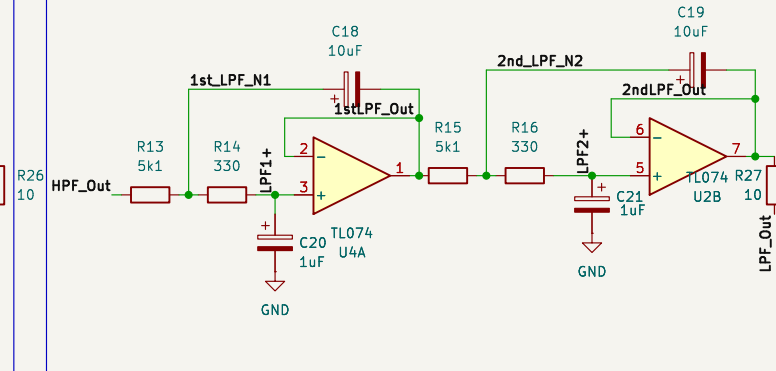 C18
10uF
1st_LPF_N1
+
1stLPF_Out
R13
5k1
R14
330
LPF1+
HPF_Out
R26
10
2
−
3
+
1
TL074
U4A
+
C20
1uF
GND
C19
10uF
2nd_LPF_N2
+
2ndLPF_Out
R15
5k1
R16
330
LPF2+
6
−
5
+
7
TL074
U2B
+
C21
1uF
GND
R27
10
LPF_Out